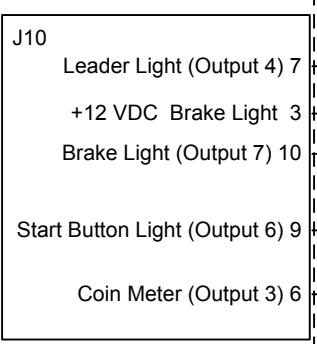 J10
Leader Light (Output 4) 7
+12 VDC Brake Light 3
Brake Light (Output 7) 10
Start Button Light (Output 6) 9
Coin Meter (Output 3) 6